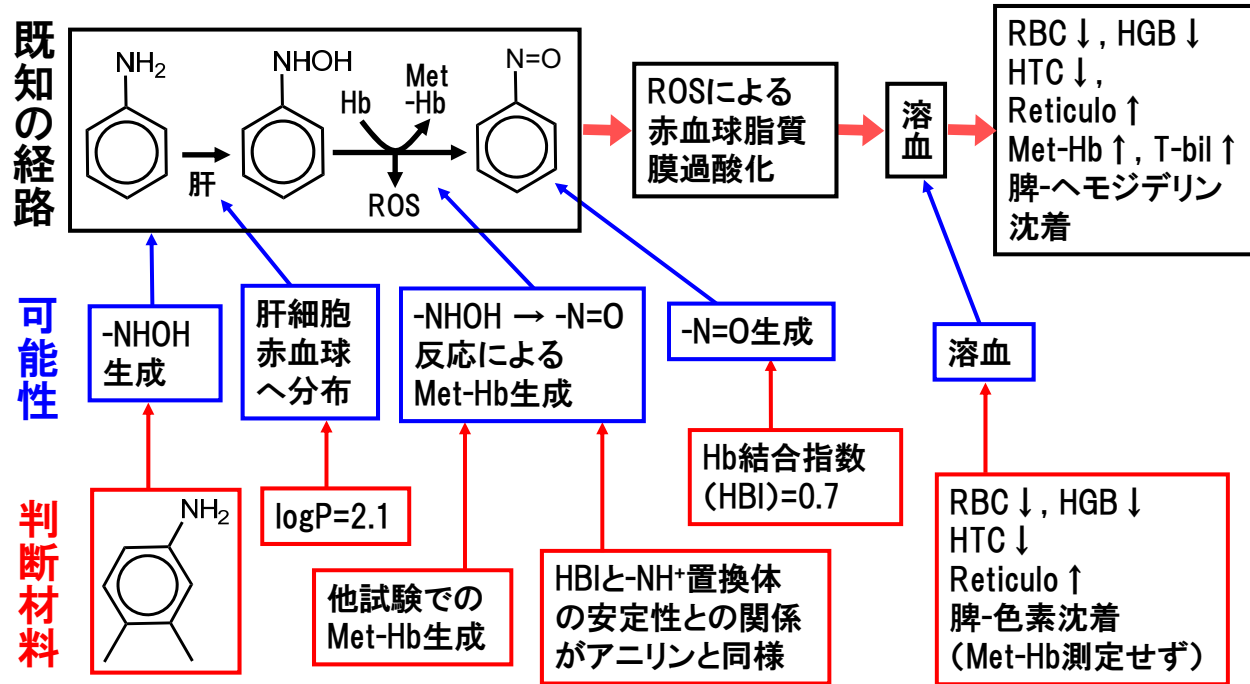 既知の経路
NH2
肝
NHOH
Hb
Met
-Hb
ROS
N=O
ROSによる
赤血球脂質
膜過酸化
溶血
RBC↓, HGB↓
HTC↓,
Reticulo↑
Met-Hb↑, T-bil↑
脾-ヘモジデリン
沈着
可能性
-NHOH
生成
肝細胞
赤血球
へ分布
-NHOH → -N=O
反応による
Met-Hb生成
-N=O生成
溶血
判断材料
NH2
logP=2.1
他試験での
Met-Hb生成
HBIと-NH+置換体
の安定性との関係
がアニリンと同様
Hb結合指数
(HBI)=0.7
RBC↓, HGB↓
HTC↓
Reticulo↑
脾-色素沈着
(Met-Hb測定せず)